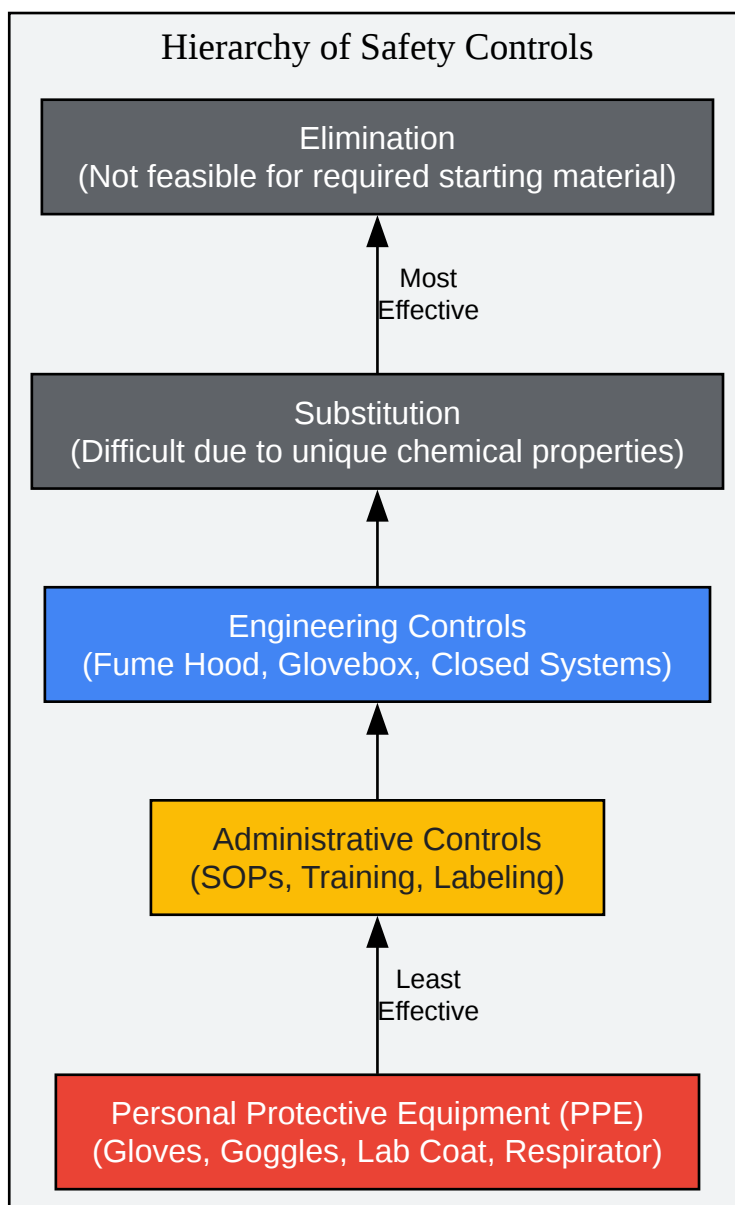 Hierarchy of Safety Controls
Elimination
(Not feasible for required starting material)
Most
Effective
Substitution
(Difficult due to unique chemical properties)
Engineering Controls
(Fume Hood, Glovebox, Closed Systems)
Administrative Controls
(SOPs, Training, Labeling)
Least
Effective
Personal Protective Equipment (PPE)
(Gloves, Goggles, Lab Coat, Respirator)